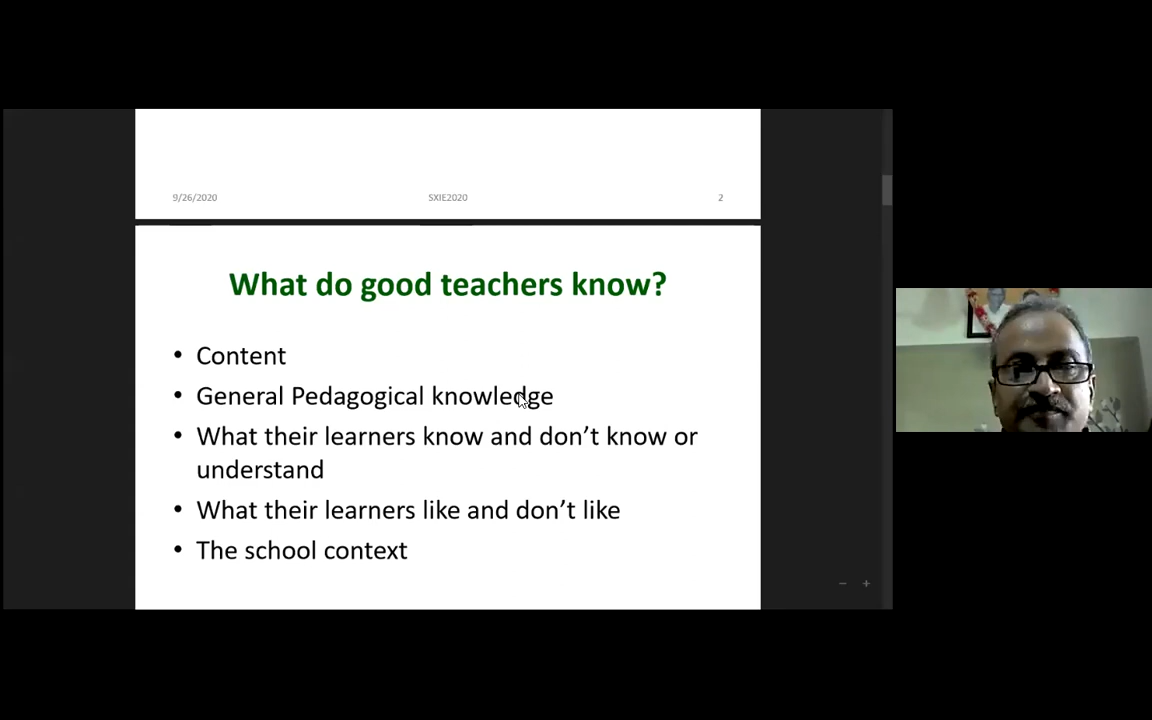 9/26/2020 SXIE2020 2
What do good teachers know?
• Content
• General Pedagogical knowledge
• What their learners know and don’t know or
understand
• What their learners like and don’t like
• The school context